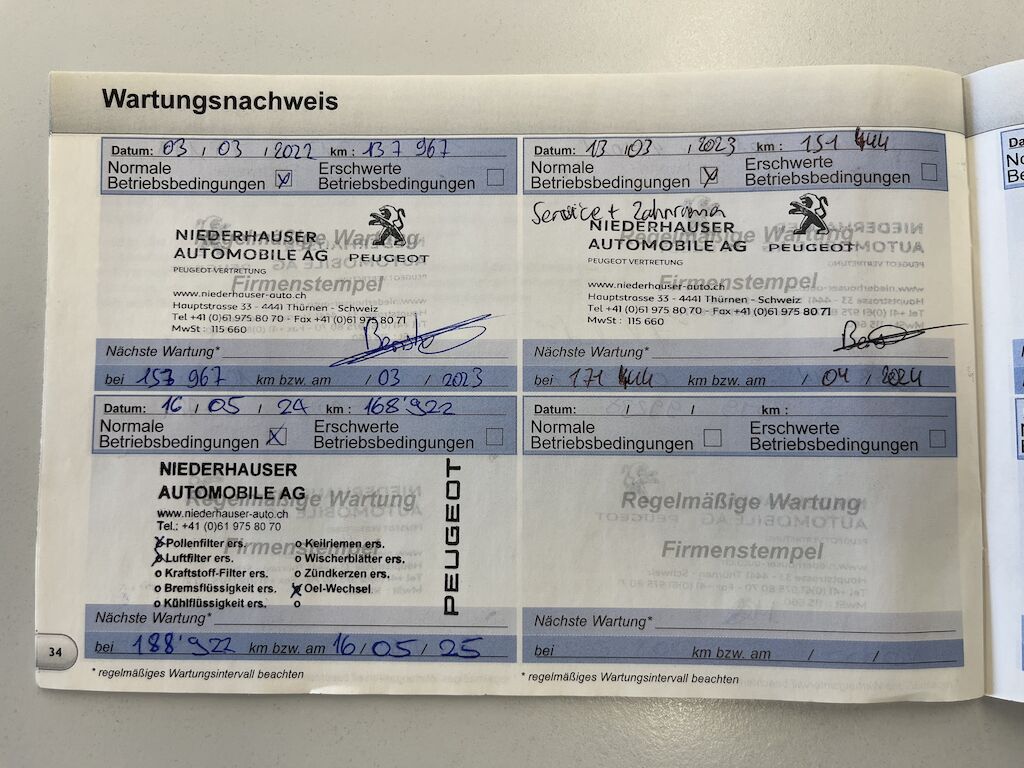 Wartungsnachweis
Datum: 03 / 03 / 2022 km : 137 967
Normale
Betriebsbedingungen
Erschwerte
Betriebsbedingungen
Regelmäßige Wartung
Firmenstempel
NIEDERHAUSER
AUTOMOBILE AG
PEUGEOT
PEUGEOT VERTRETUNG
www.niederhauser-auto.ch
Hauptstrasse 33 - 4441 Thürnen - Schweiz
Tel +41 (0)61 975 80 70 - Fax +41 (0)61 975 80 71
MwSt : 115 660
Nächste Wartung*
bei 157 967 km bzw. am / 03 / 2023
Datum: 13 / 03 / 2023 km : 151 444
Normale
Betriebsbedingungen
Erschwerte
Betriebsbedingungen
Service +
Regelmäßige Wartung
Firmenstempel
NIEDERHAUSER
AUTOMOBILE AG
PEUGEOT
PEUGEOT VERTRETUNG
www.niederhauser-auto.ch
Hauptstrasse 33 - 4441 Thürnen - Schweiz
Tel +41 (0)61 975 80 70 - Fax +41 (0)61 975 80 71
MwSt : 115 660
Nächste Wartung*
bei 171 444 km bzw. am / 04 / 2024
Datum: 16 / 05 / 24 km : 168'922
Normale
Betriebsbedingungen
Erschwerte
Betriebsbedingungen
Regelmäßige Wartung
Firmenstempel
NIEDERHAUSER
AUTOMOBILE AG
www.niederhauser-auto.ch
Tel.: +41 (0)61 975 80 70
PEUGEOT
o Pollenfilter ers.
o Luftfilter ers.
o Kraftstoff-Filter ers.
o Bremsflüssigkeit ers.
o Kühlflüssigkeit ers.
o Keilriemen ers.
o Wischerblätter ers.
o Zündkerzen ers.
o Oel-Wechsel
o
Nächste Wartung*
bei 188'922 km bzw. am 16 / 05 / 25
Datum: / / km :
Normale
Betriebsbedingungen
Erschwerte
Betriebsbedingungen
Regelmäßige Wartung
Firmenstempel
Nächste Wartung*
bei km bzw. am / /
34
* regelmäßiges Wartungsintervall beachten
* regelmäßiges Wartungsintervall beachten